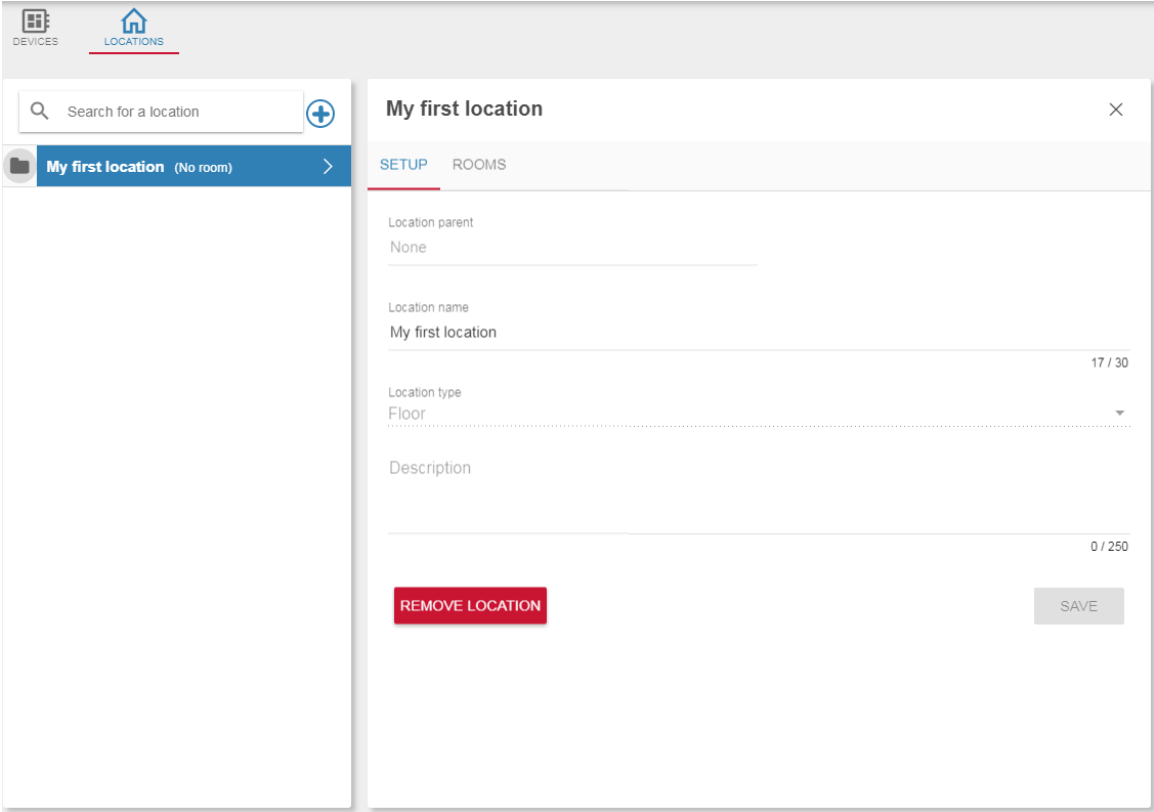 DEVICES
LOCATIONS
Search for a location
My first location (No room)
My first location
SETUP ROOMS
Location parent
None
Location name
My first location
17 / 30
Location type
Floor
Description
0 / 250
REMOVE LOCATION
SAVE